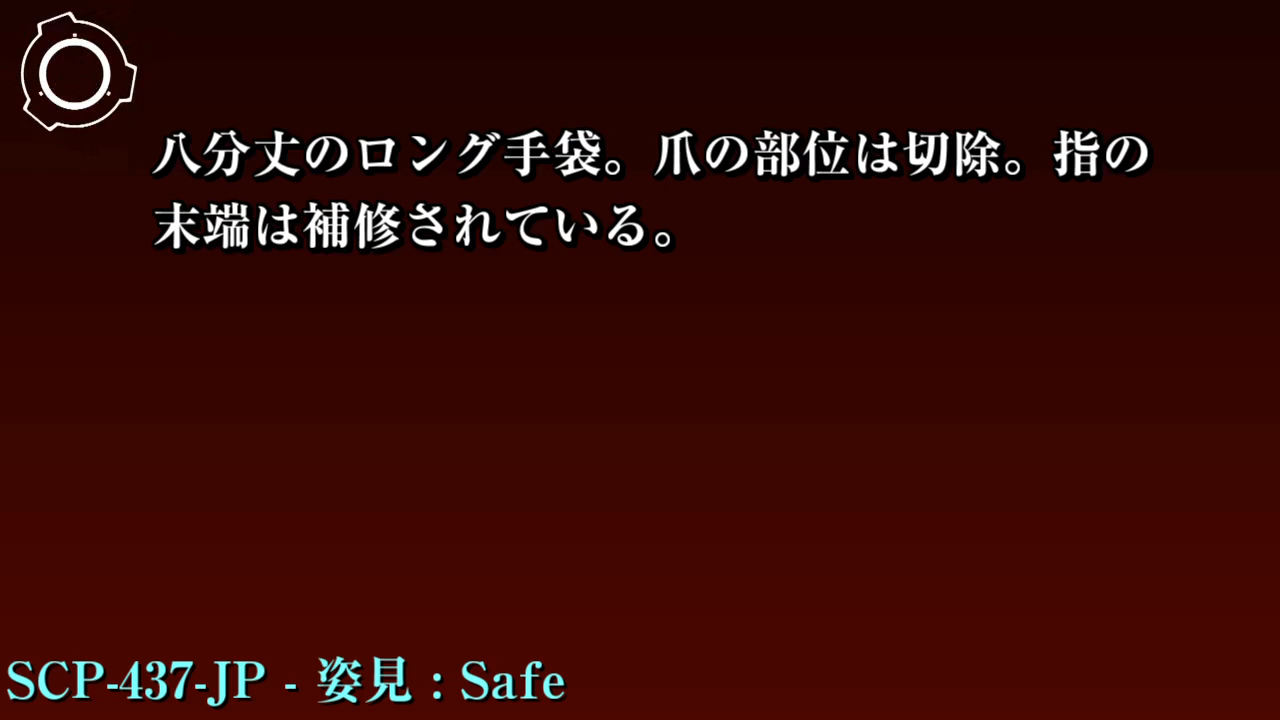 八分丈のロング手袋。爪の部位は切除。指の
末端は補修されている。
SCP-437-JP - 姿見 : Safe